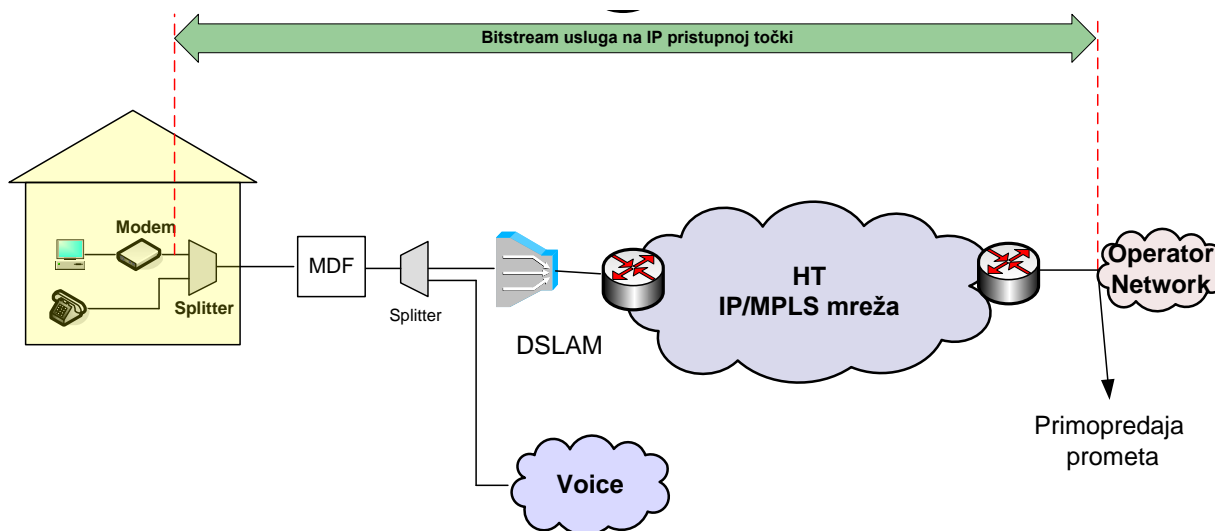 Bitstream usluga na IP pristupnoj točki
Modem
Splitter
MDF
Splitter
DSLAM
HT
IP/MPLS mreža
Operator
Network
Primopredaja
prometa
Voice